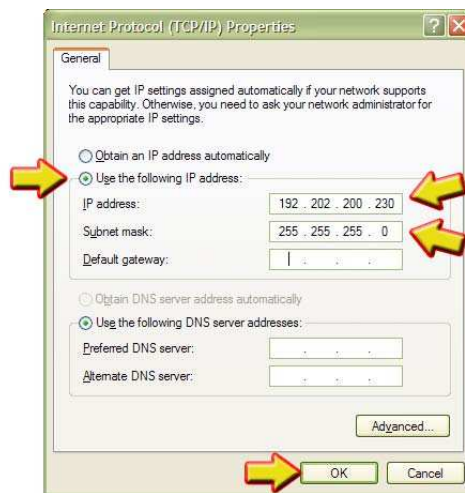 Internet Protocol (TCP/IP) Properties
General
You can get IP settings assigned automatically if your network supports
this capability. Otherwise, you need to ask your network administrator for
the appropriate IP settings.
Obtain an IP address automatically
Use the following IP address:
IP address: 192 . 202 . 200 . 230
Subnet mask: 255 . 255 . 255 . 0
Default gateway: . . .
Obtain DNS server address automatically
Use the following DNS server addresses:
Preferred DNS server: . . .
Alternate DNS server: . . .
Advanced...
OK Cancel